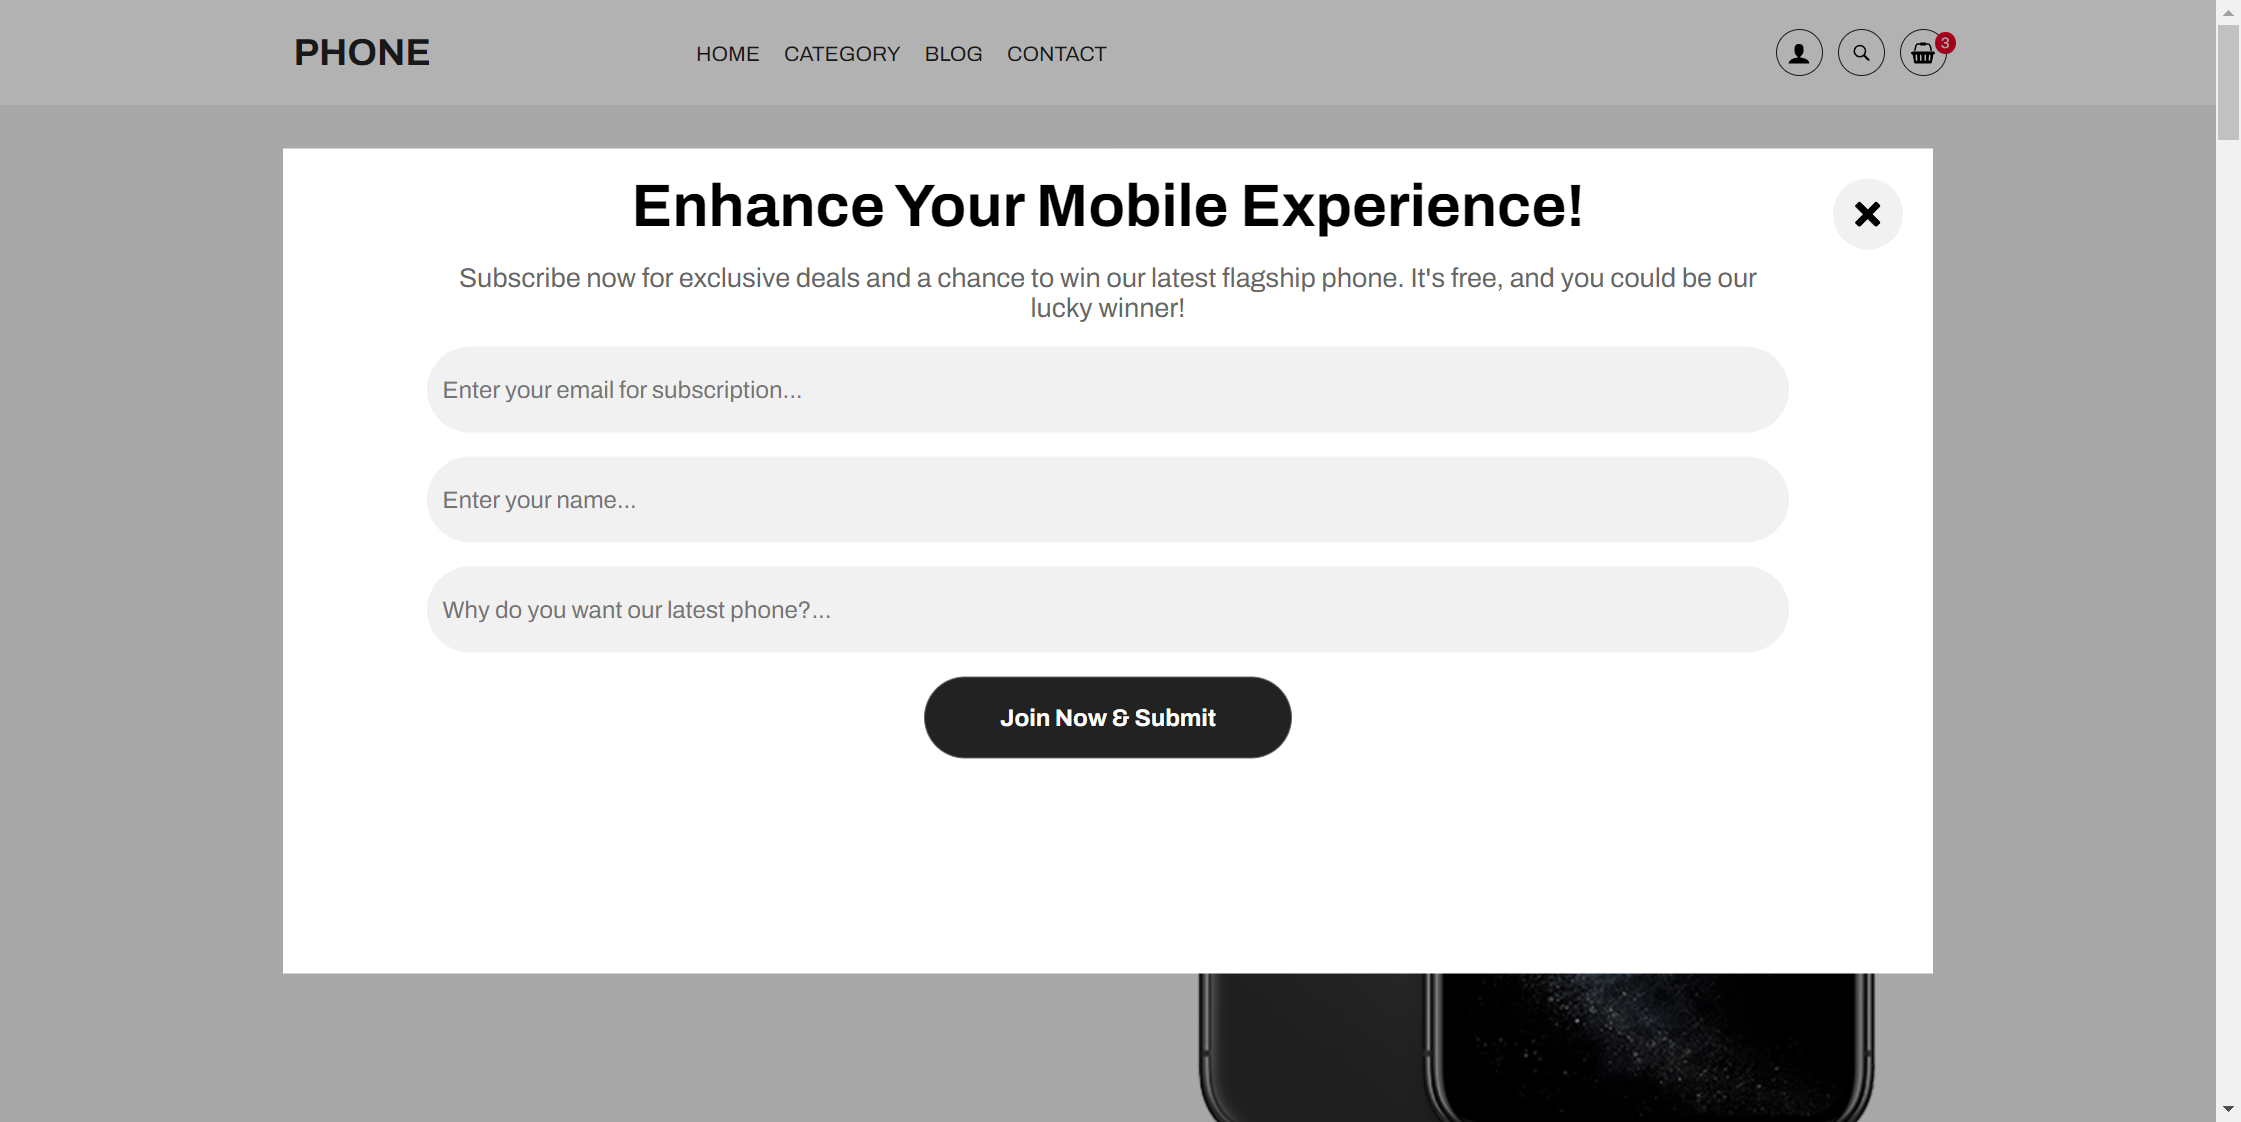 PHONE
HOME CATEGORY BLOG CONTACT
3
Enhance Your Mobile Experience!
Subscribe now for exclusive deals and a chance to win our latest flagship phone. It's free, and you could be our
lucky winner!
Enter your email for subscription...
Enter your name...
Why do you want our latest phone?...
Join Now & Submit